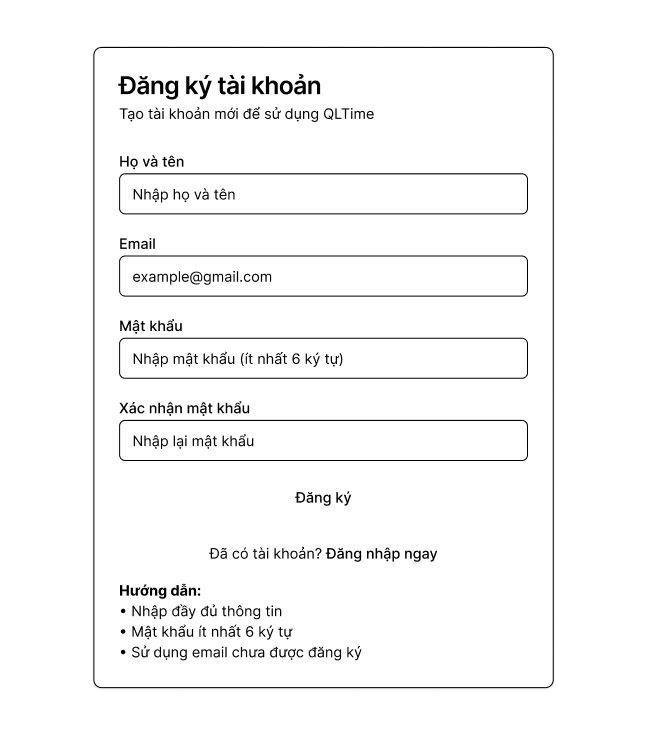 Đăng ký tài khoản
Tạo tài khoản mới để sử dụng QLTime
Họ và tên
Nhập họ và tên
Email
example@gmail.com
Mật khẩu
Nhập mật khẩu (ít nhất 6 ký tự)
Xác nhận mật khẩu
Nhập lại mật khẩu
Đăng ký
Đã có tài khoản? Đăng nhập ngay
Hướng dẫn:
• Nhập đầy đủ thông tin
• Mật khẩu ít nhất 6 ký tự
• Sử dụng email chưa được đăng ký